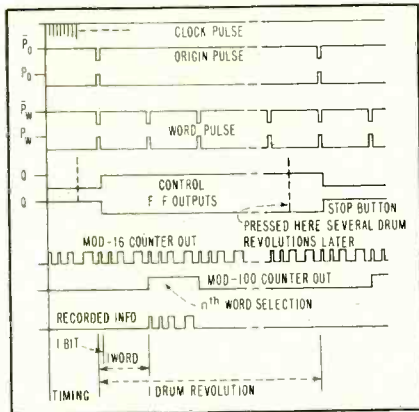 CLOCK PULSE
P̅O
ORIGIN PULSE
PO
P̅W
WORD PULSE
PW
Q
CONTROL
F F OUTPUTS
Q
STOP BUTTON
PRESSED HERE SEVERAL DRUM
REVOLUTIONS LATER
MOD-16 COUNTER OUT
MOD-100 COUNTER OUT
nth WORD SELECTION
RECORDED INFO
1 BIT
1 WORD
1 DRUM REVOLUTION
TIMING